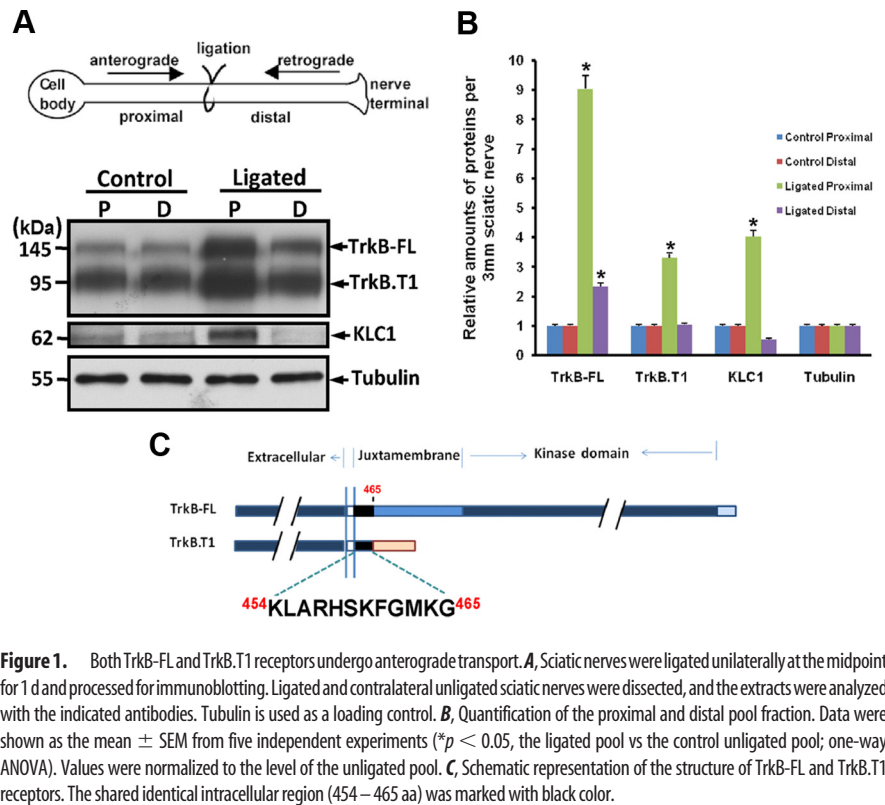 A
ligation
anterograde
retrograde
Cell
body
nerve
terminal
proximal
distal
Control
Ligated
P D P D
(kDa)
145
TrkB-FL
95
TrkB.T1
62
KLC1
55
Tubulin
B
Relative amounts of proteins per
3mm sciatic nerve
10
9
8
7
6
5
4
3
2
1
0
* * * *
TrkB-FL TrkB.T1 KLC1 Tubulin
Control Proximal
Control Distal
Ligated Proximal
Ligated Distal
C
Extracellular Juxtamembrane Kinase domain
465
TrkB-FL
TrkB.T1
454KLARHSKFGMKG465
Figure 1. Both TrkB-FL and TrkB.T1 receptors undergo anterograde transport. A, Sciatic nerves were ligated unilaterally at the midpoint
for 1 d and processed for immunoblotting. Ligated and contralateral unligated sciatic nerves were dissected, and the extracts were analyzed
with the indicated antibodies. Tubulin is used as a loading control. B, Quantification of the proximal and distal pool fraction. Data were
shown as the mean ± SEM from five independent experiments (*p < 0.05, the ligated pool vs the control unligated pool; one-way
ANOVA). Values were normalized to the level of the unligated pool. C, Schematic representation of the structure of TrkB-FL and TrkB.T1
receptors. The shared identical intracellular region (454 – 465 aa) was marked with black color.